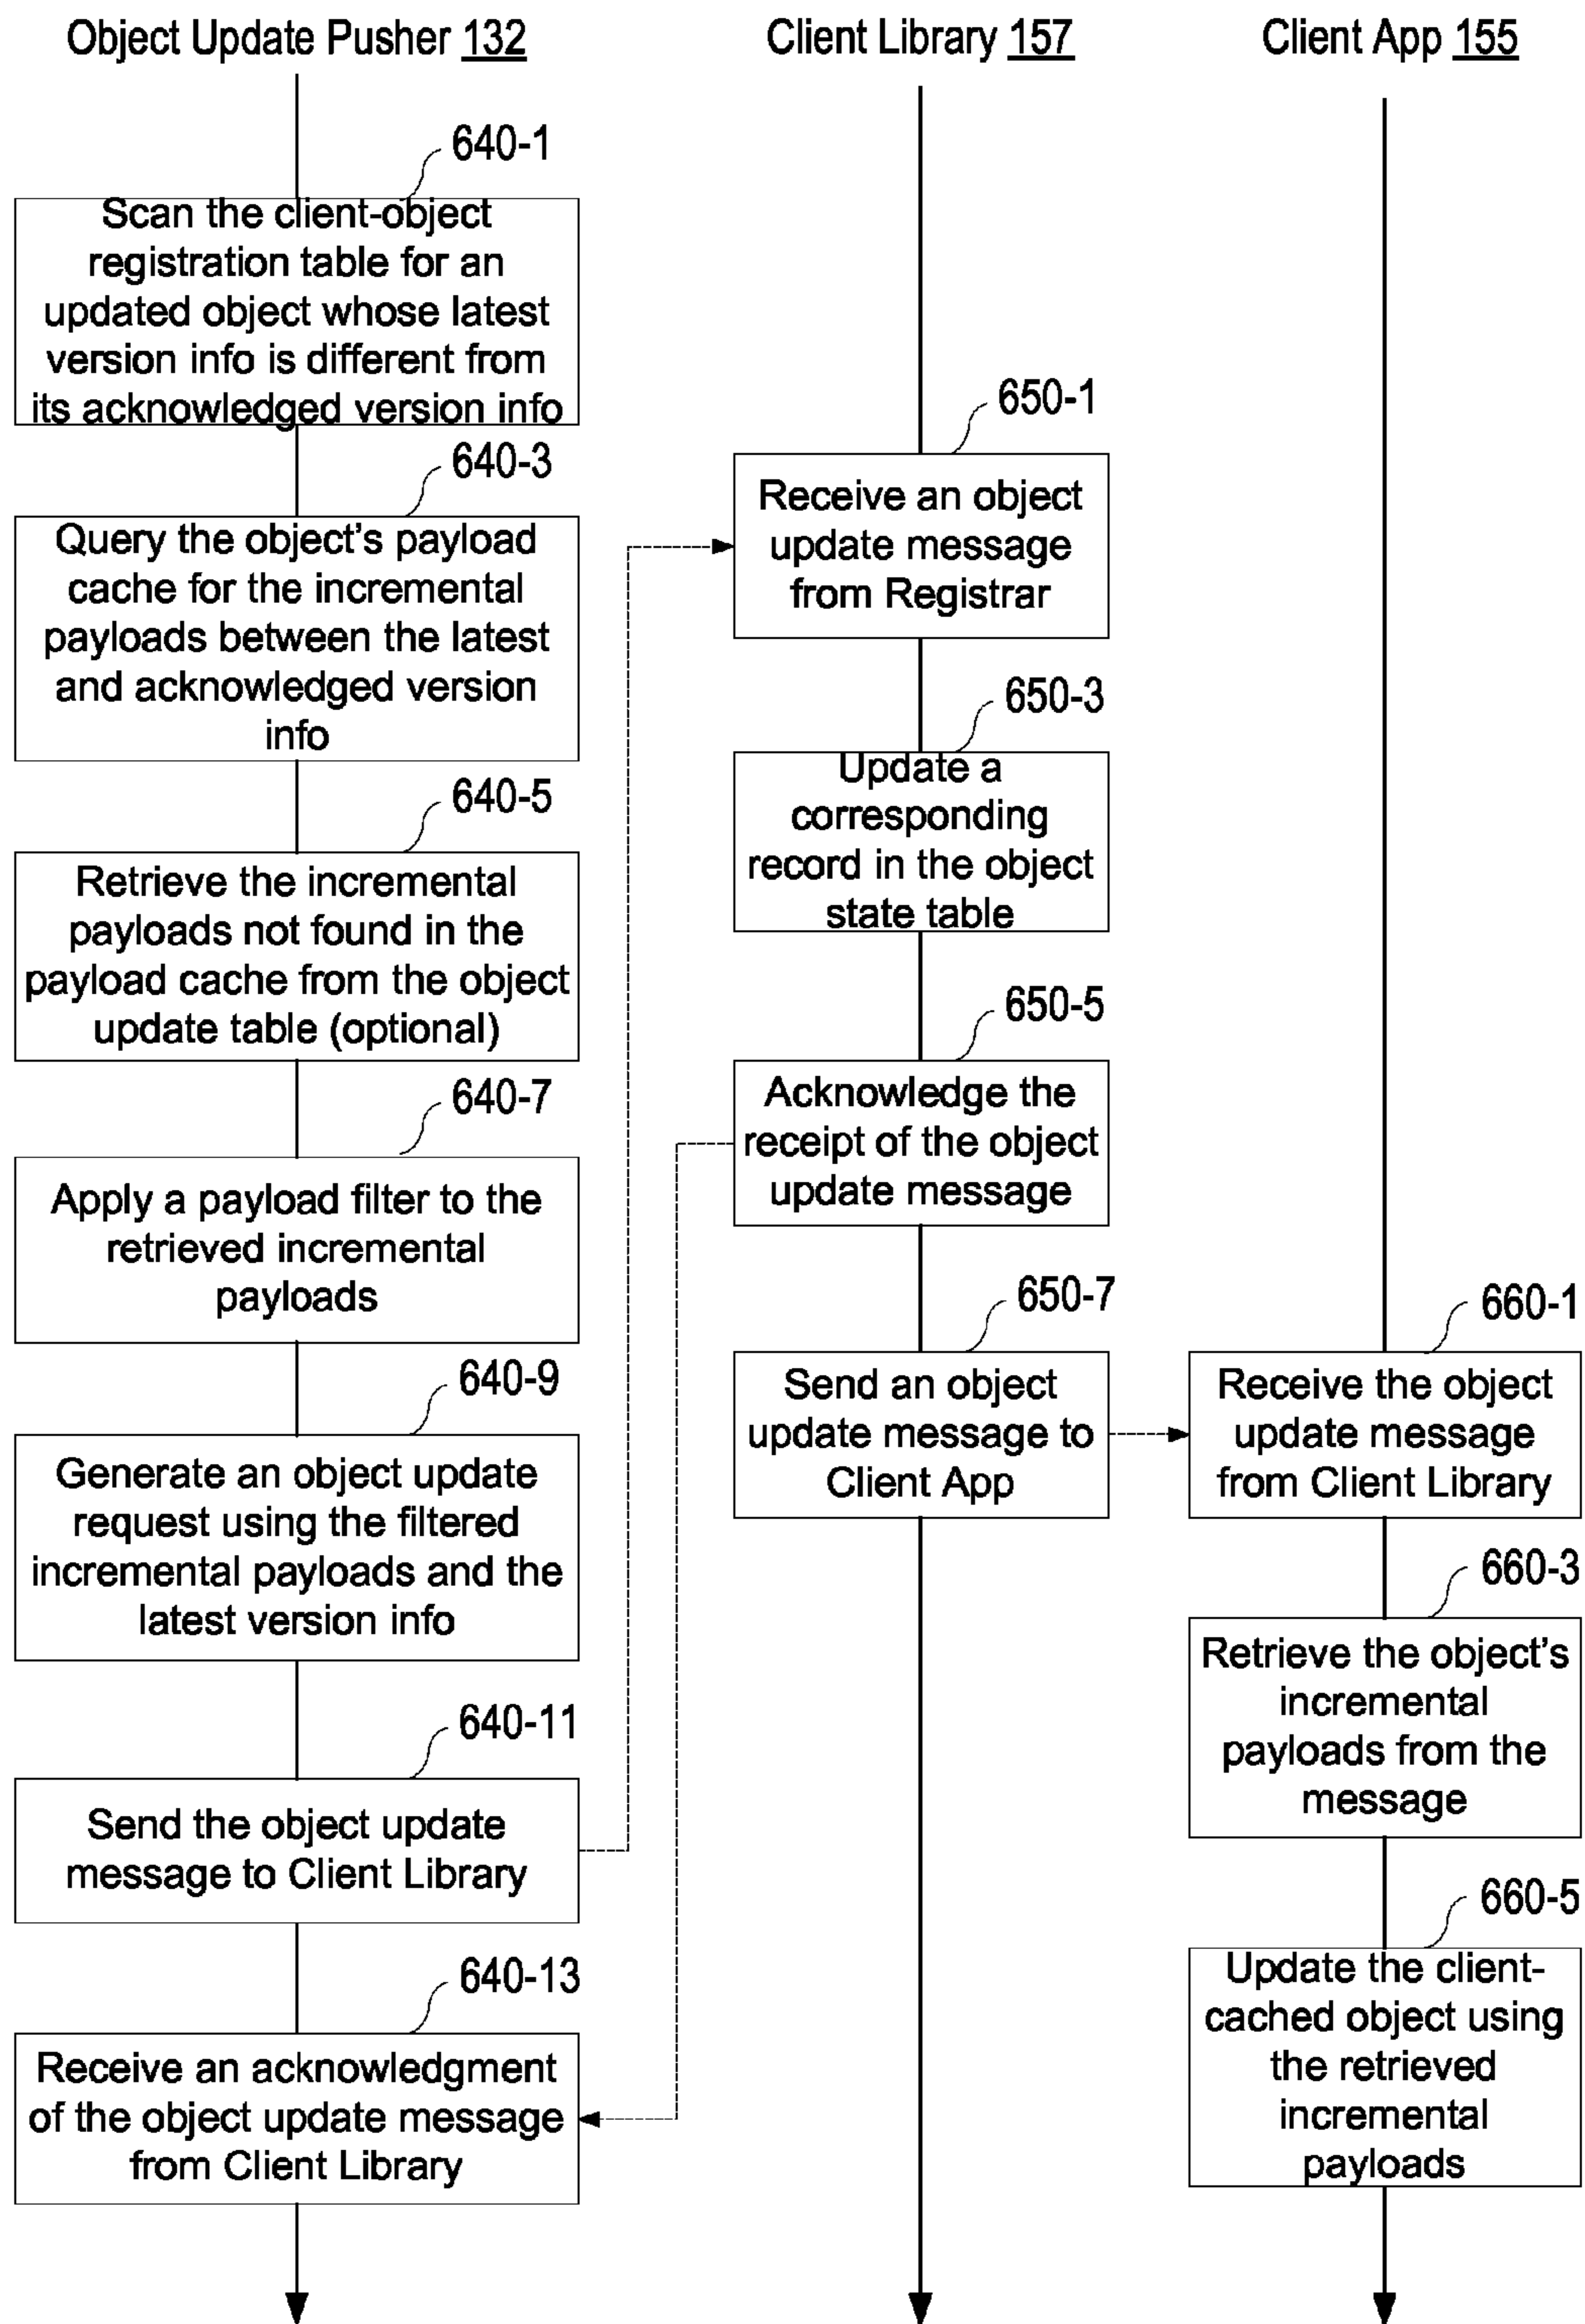 Object Update Pusher 132
Client Library 157
Client App 155
640-1
Scan the client-object
registration table for an
updated object whose latest
version info is different from
its acknowledged version info
640-3
Query the object's payload
cache for the incremental
payloads between the latest
and acknowledged version
info
640-5
Retrieve the incremental
payloads not found in the
payload cache from the object
update table (optional)
640-7
Apply a payload filter to the
retrieved incremental
payloads
640-9
Generate an object update
request using the filtered
incremental payloads and the
latest version info
640-11
Send the object update
message to Client Library
640-13
Receive an acknowledgment
of the object update message
from Client Library
650-1
Receive an object
update message
from Registrar
650-3
Update a
corresponding
record in the object
state table
650-5
Acknowledge the
receipt of the object
update message
650-7
Send an object
update message to
Client App
660-1
Receive the object
update message
from Client Library
660-3
Retrieve the object's
incremental
payloads from the
message
660-5
Update the client-
cached object using
the retrieved
incremental
payloads